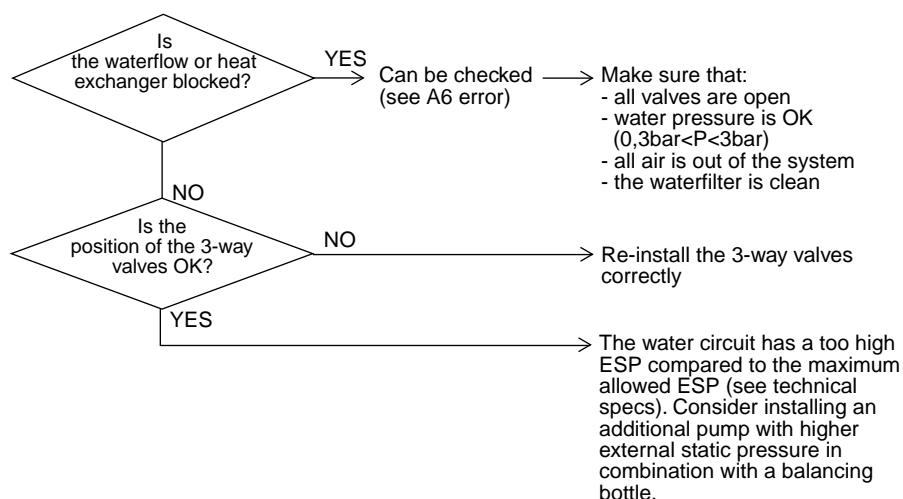 Is
the waterflow or heat
exchanger blocked?
YES
Can be checked
(see A6 error)
Make sure that:
- all valves are open
- water pressure is OK
(0,3bar<P<3bar)
- all air is out of the system
- the waterfilter is clean
NO
Is the
position of the 3-way
valves OK?
NO
Re-install the 3-way valves
correctly
YES
The water circuit has a too high
ESP compared to the maximum
allowed ESP (see technical
specs). Consider installing an
additional pump with higher
external static pressure in
combination with a balancing
bottle.